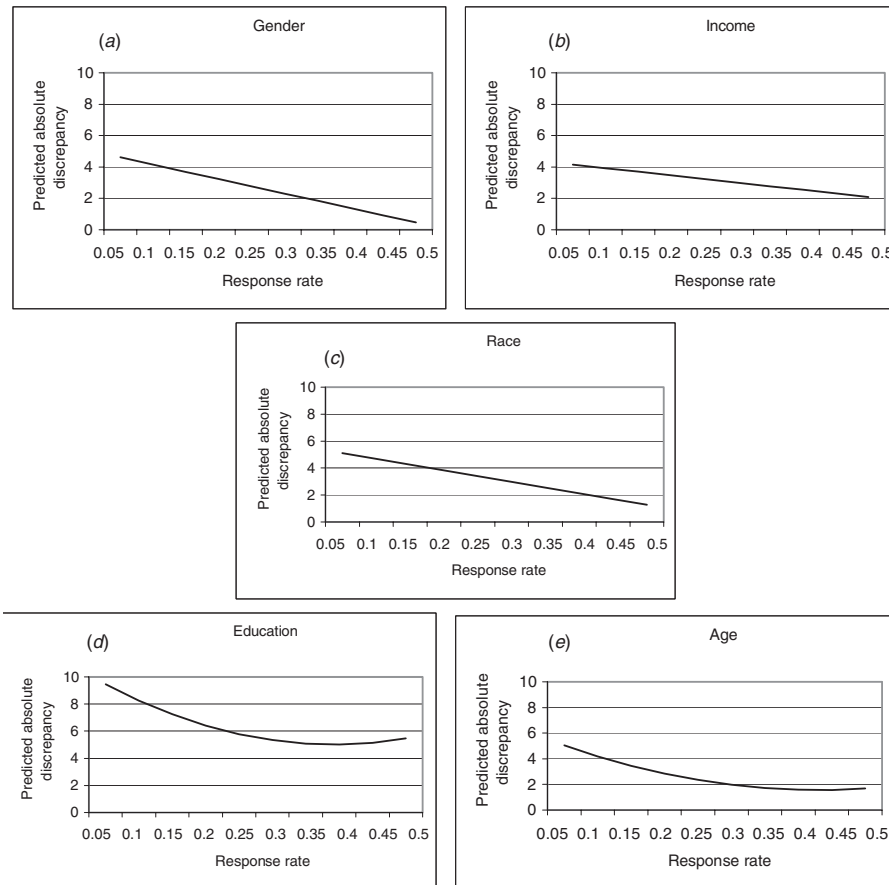 Gender
(a)
Predicted absolute
discrepancy
10
8
6
4
2
0
0.05 0.1 0.15 0.2 0.25 0.3 0.35 0.4 0.45 0.5
Response rate
Income
(b)
Predicted absolute
discrepancy
10
8
6
4
2
0
0.05 0.1 0.15 0.2 0.25 0.3 0.35 0.4 0.45 0.5
Response rate
Race
(c)
Predicted absolute
discrepancy
10
8
6
4
2
0
0.05 0.1 0.15 0.2 0.25 0.3 0.35 0.4 0.45 0.5
Response rate
Education
(d)
Predicted absolute
discrepancy
10
8
6
4
2
0
0.05 0.1 0.15 0.2 0.25 0.3 0.35 0.4 0.45 0.5
Response rate
Age
(e)
Predicted absolute
discrepancy
10
8
6
4
2
0
0.05 0.1 0.15 0.2 0.25 0.3 0.35 0.4 0.45 0.5
Response rate